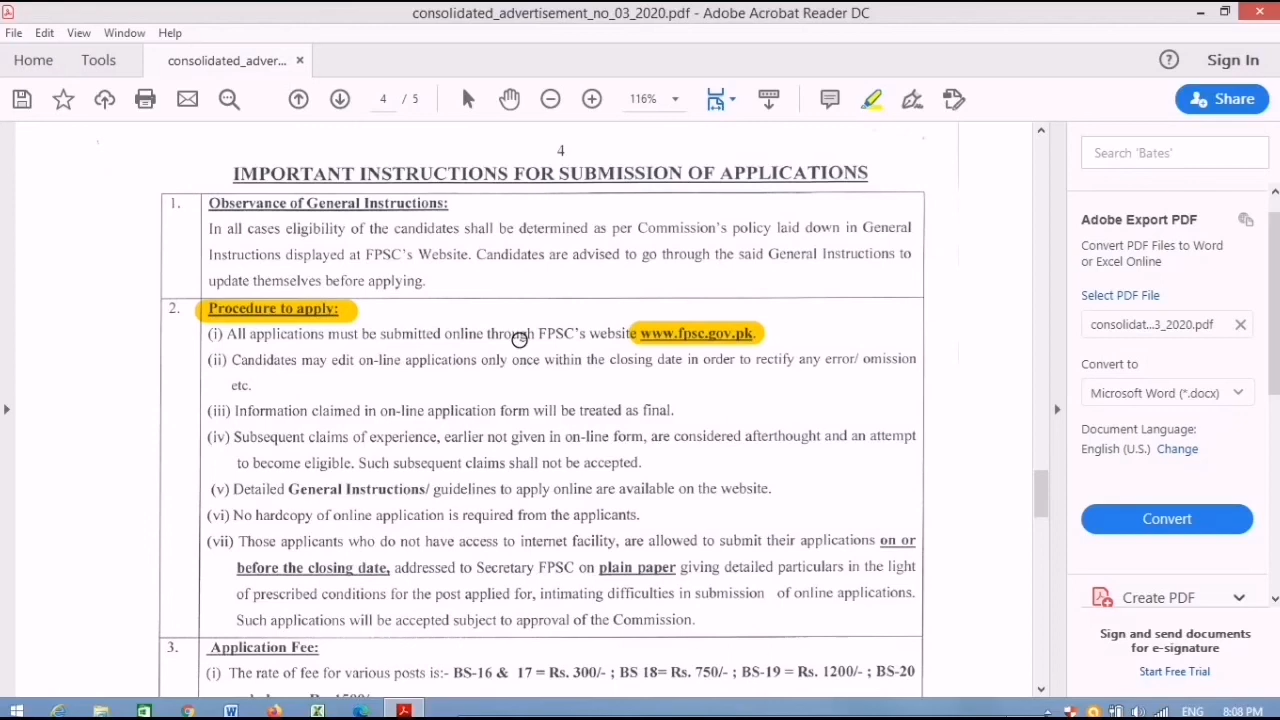 consolidated_advertisement_no_03_2020.pdf - Adobe Acrobat Reader DC
File Edit View Window Help
Home Tools consolidated_adver... × Sign In
4 / 5 116% Share
4
IMPORTANT INSTRUCTIONS FOR SUBMISSION OF APPLICATIONS
1. Observance of General Instructions:
In all cases eligibility of the candidates shall be determined as per Commission's policy laid down in General
Instructions displayed at FPSC's Website. Candidates are advised to go through the said General Instructions to
update themselves before applying.
2. Procedure to apply:
(i) All applications must be submitted online through FPSC's website www.fpsc.gov.pk.
(ii) Candidates may edit on-line applications only once within the closing date in order to rectify any error/ omission
etc.
(iii) Information claimed in on-line application form will be treated as final.
(iv) Subsequent claims of experience, earlier not given in on-line form, are considered afterthought and an attempt
to become eligible. Such subsequent claims shall not be accepted.
(v) Detailed General Instructions/ guidelines to apply online are available on the website.
(vi) No hardcopy of online application is required from the applicants.
(vii) Those applicants who do not have access to internet facility, are allowed to submit their applications on or
before the closing date, addressed to Secretary FPSC on plain paper giving detailed particulars in the light
of prescribed conditions for the post applied for, intimating difficulties in submission of online applications.
Such applications will be accepted subject to approval of the Commission.
3. Application Fee:
(i) The rate of fee for various posts is:- BS-16 & 17 = Rs. 300/- ; BS 18= Rs. 750/- ; BS-19 = Rs. 1200/- ; BS-20
Search 'Bates'
Adobe Export PDF
Convert PDF Files to Word
or Excel Online
Select PDF File
consolidat...3_2020.pdf
Convert to
Microsoft Word (*.docx)
Document Language:
English (U.S.) Change
Convert
Create PDF
Sign and send documents
for e-signature
Start Free Trial
ENG 8:08 PM